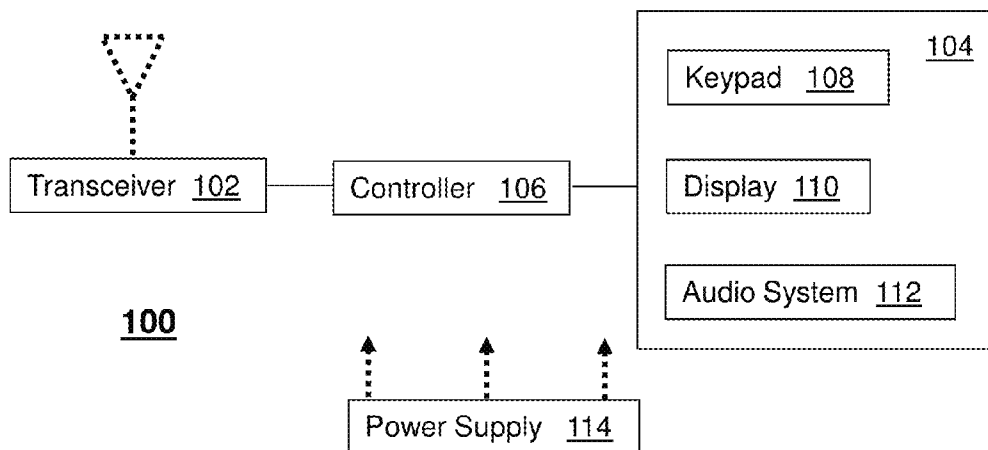 104
Keypad 108
Transceiver 102
Controller 106
Display 110
Audio System 112
100
Power Supply 114